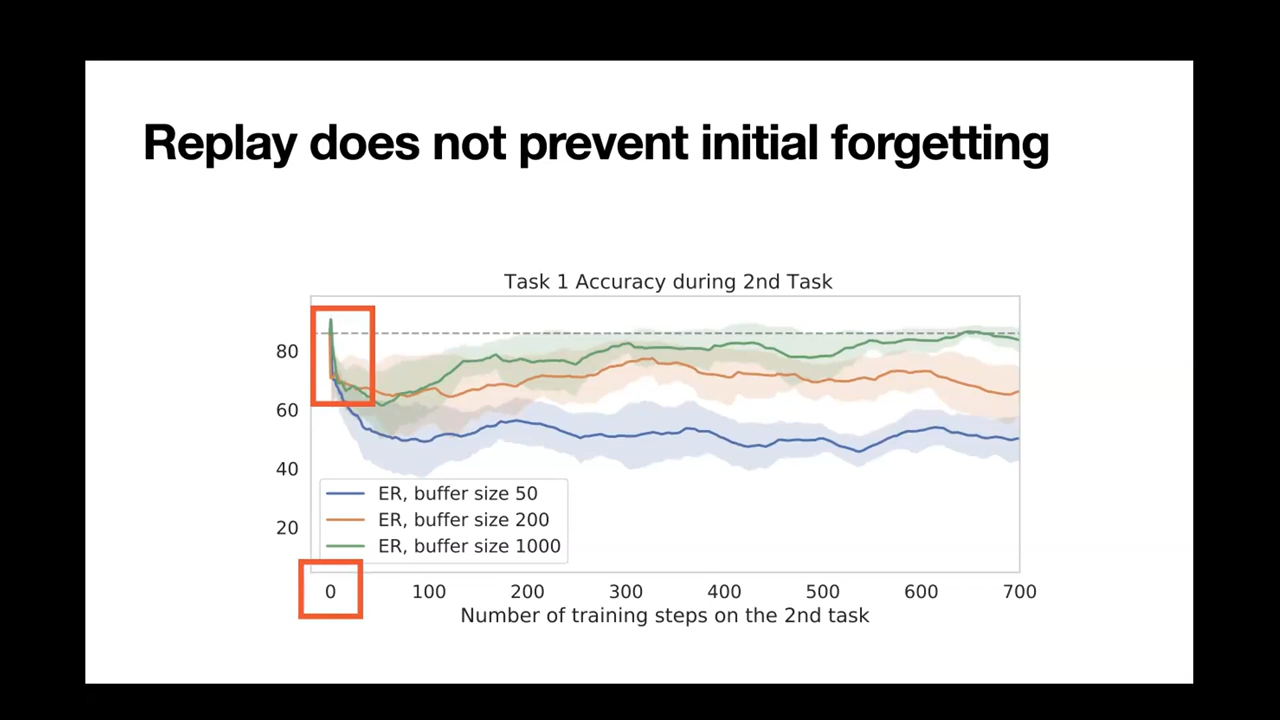 Replay does not prevent initial forgetting
Task 1 Accuracy during 2nd Task
80
60
40
20
ER, buffer size 50
ER, buffer size 200
ER, buffer size 1000
0 100 200 300 400 500 600 700
Number of training steps on the 2nd task